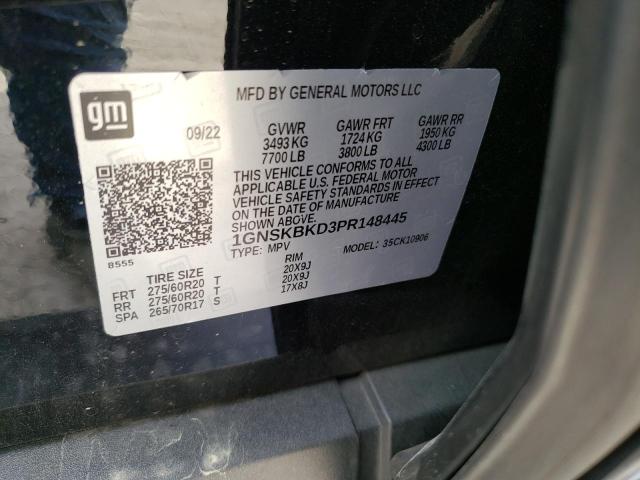 gm
MFD BY GENERAL MOTORS LLC
09/22
GVWR GAWR FRT GAWR RR
3493 KG 1724 KG 1950 KG
7700 LB 3800 LB 4300 LB
THIS VEHICLE CONFORMS TO ALL
APPLICABLE U.S. FEDERAL MOTOR
VEHICLE SAFETY STANDARDS IN EFFECT
ON THE DATE OF MANUFACTURE
SHOWN ABOVE.
1GNSKBKD3PR148445
TYPE: MPV MODEL: 35CK10906
8555
TIRE SIZE RIM
FRT 275/60R20 T 20X9J
RR 275/60R20 T 20X9J
SPA 265/70R17 S 17X8J